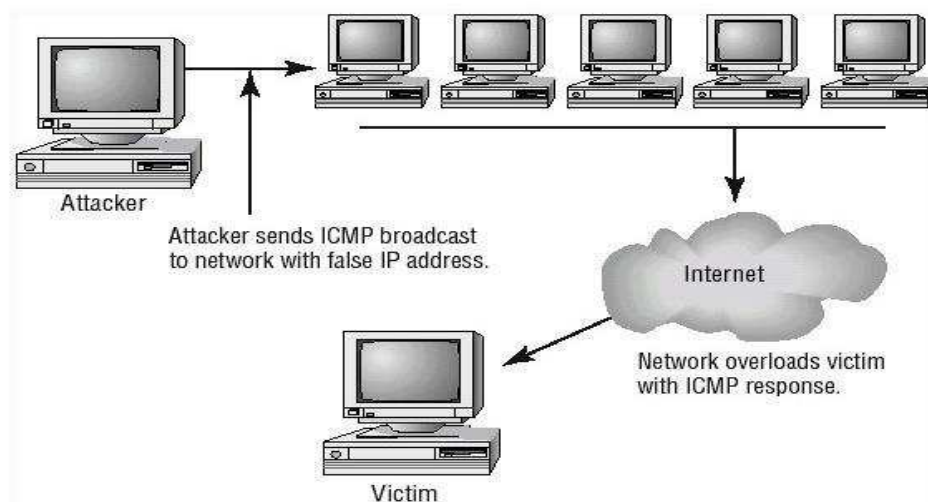 Attacker
Attacker sends ICMP broadcast
to network with false IP address.
Internet
Network overloads victim
with ICMP response.
Victim